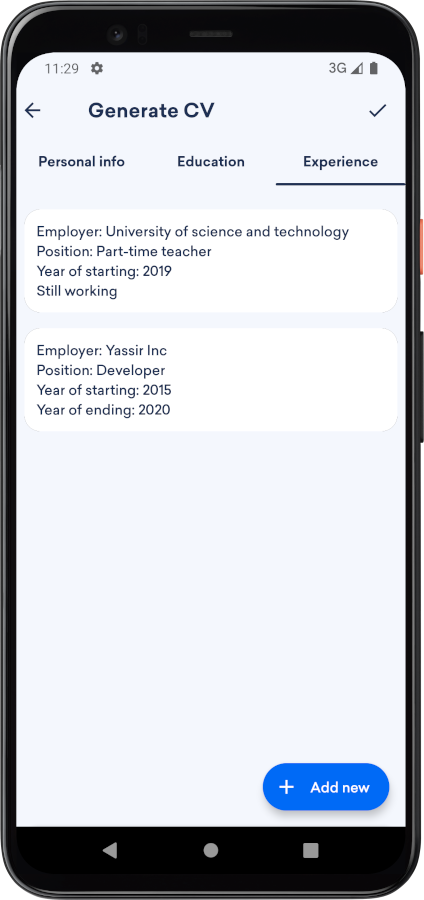 11:29 3G
Generate CV
Personal info Education Experience
Employer: University of science and technology
Position: Part-time teacher
Year of starting: 2019
Still working
Employer: Yassir Inc
Position: Developer
Year of starting: 2015
Year of ending: 2020
+ Add new